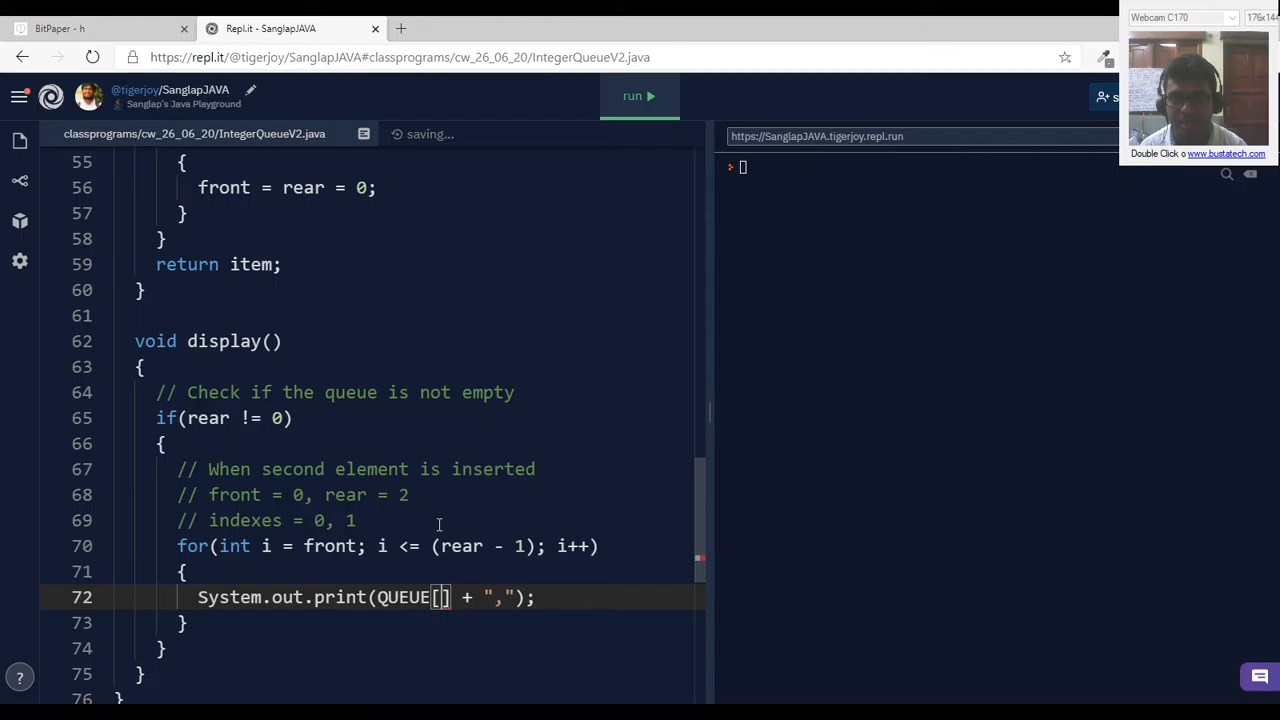 Webcam C170
176x144
BitPaper - h
Repl.it - SanglapJAVA
https://repl.it/@tigerjoy/SanglapJAVA#classprograms/cw_26_06_20/IntegerQueueV2.java
@tigerjoy/SanglapJAVA
Sanglap's Java Playground
run
Double Click o www.bustatech.com
classprograms/cw_26_06_20/IntegerQueueV2.java
saving...
https://SanglapJAVA.tigerjoy.repl.run
55 {
56 front = rear = 0;
57 }
58 }
59 return item;
60 }
61
62 void display()
63 {
64 // Check if the queue is not empty
65 if(rear != 0)
66 {
67 // When second element is inserted
68 // front = 0, rear = 2
69 // indexes = 0, 1
70 for(int i = front; i <= (rear - 1); i++)
71 {
72 System.out.print(QUEUE[] + ",");
73 }
74 }
75 }
76 }
?